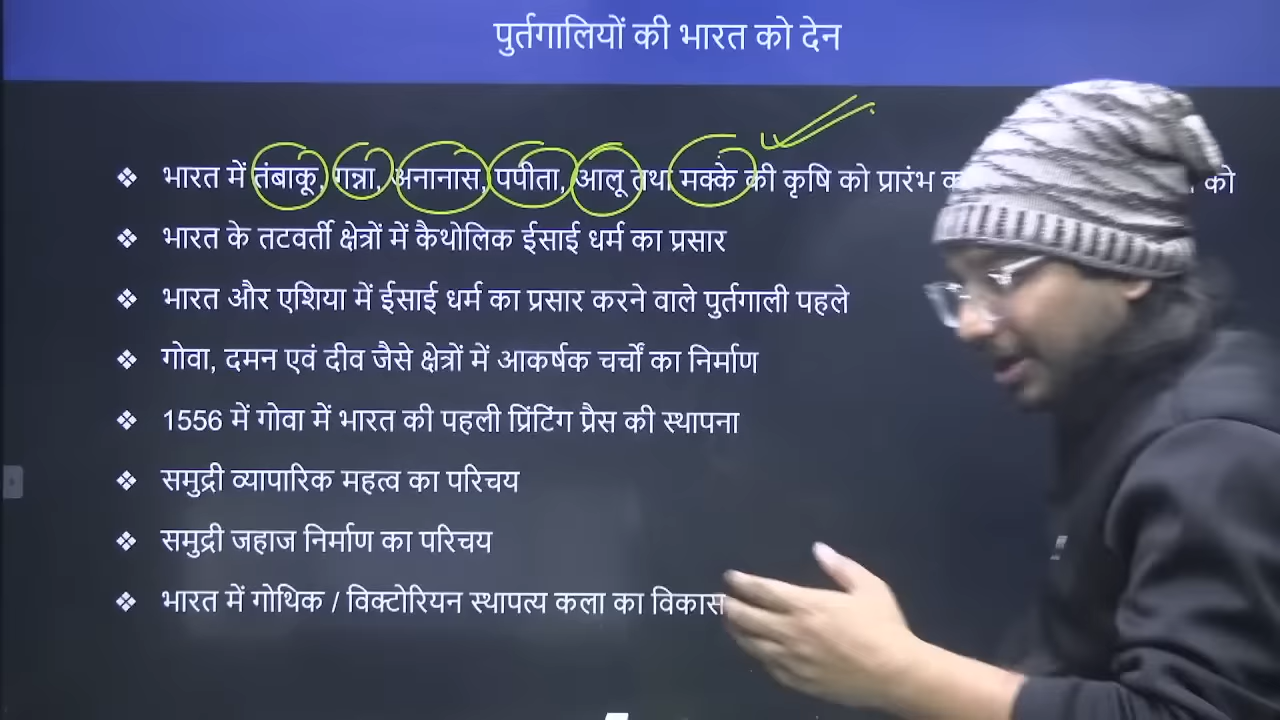 पुर्तगालियों की भारत को देन
❖ भारत में तंबाकू, गन्ना, अनानास, पपीता, आलू तथा मक्के की कृषि को प्रारंभ को
❖ भारत के तटवर्ती क्षेत्रों में कैथोलिक ईसाई धर्म का प्रसार
❖ भारत और एशिया में ईसाई धर्म का प्रसार करने वाले पुर्तगाली पहले
❖ गोवा, दमन एवं दीव जैसे क्षेत्रों में आकर्षक चर्चों का निर्माण
❖ 1556 में गोवा में भारत की पहली प्रिंटिंग प्रैस की स्थापना
❖ समुद्री व्यापारिक महत्व का परिचय
❖ समुद्री जहाज निर्माण का परिचय
❖ भारत में गोथिक / विक्टोरियन स्थापत्य कला का विकास